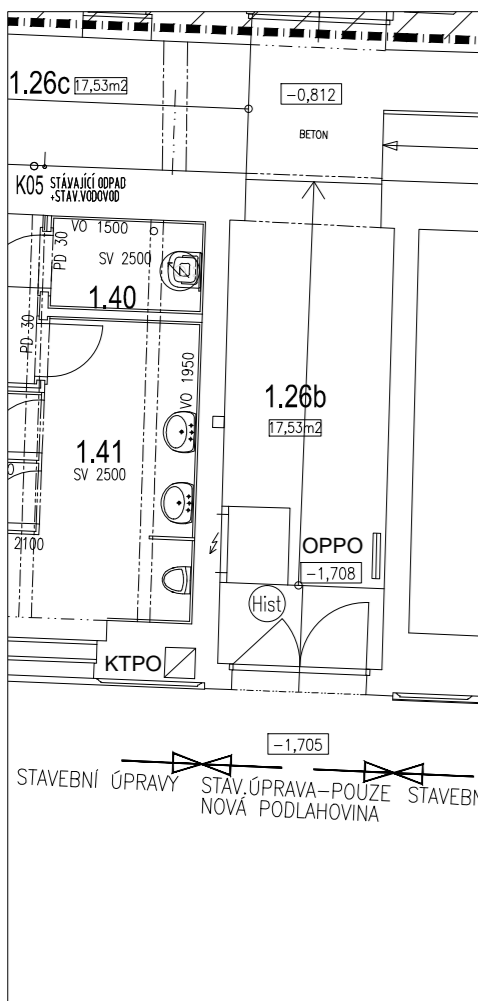 1.26c 17,53m2
-0,812
BETON
K05 STÁVAJÍCÍ ODPAD
+STAV.VODOVOD
VO 1500
PD 30
SV 2500
1.40
PD 30
VO 1950
1.26b
17,53m2
1.41
SV 2500
0
2100
OPPO
-1,708
Hist
KTPO
-1,705
STAVEBNÍ ÚPRAVY
STAV.ÚPRAVA-POUZE
NOVÁ PODLAHOVINA
STAVEBN